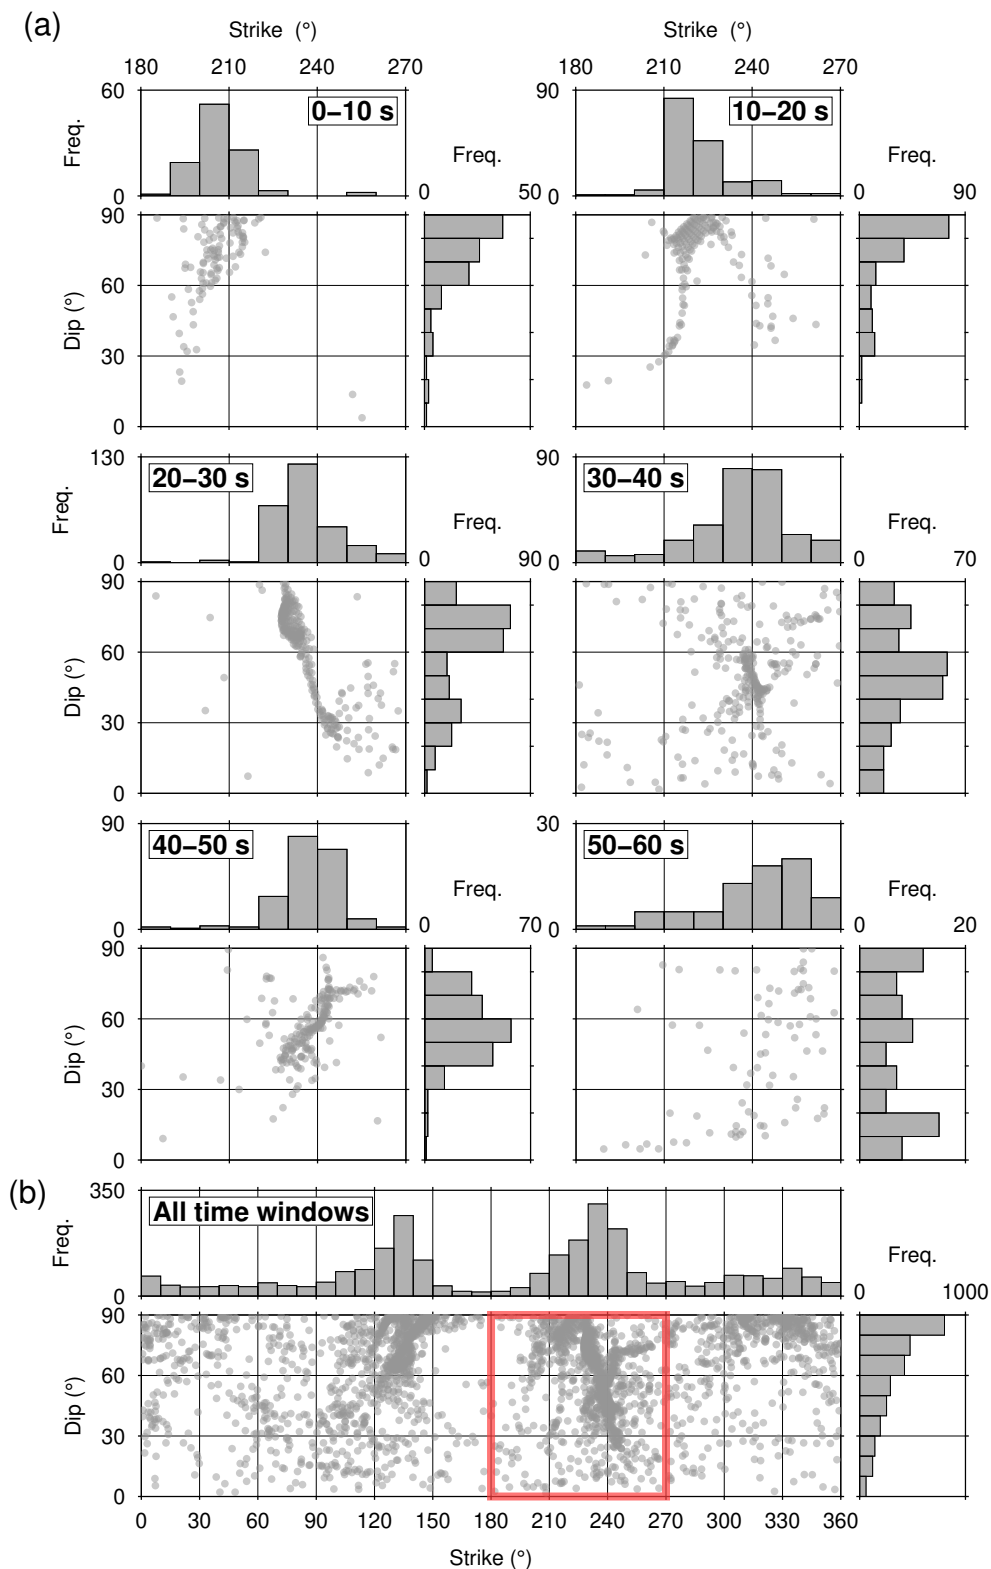 (a)
Strike (°) Strike (°)
180 210 240 270 180 210 240 270
60 Freq. 0 0–10 s Freq. 0 50
90 0 10–20 s Freq. 0 90
90 60 30 0 Dip (°)
130 Freq. 0 20–30 s Freq. 0 90
90 30–40 s Freq. 0 70
90 60 30 0 Dip (°)
90 0 40–50 s Freq. 0 70
30 0 50–60 s Freq. 0 20
90 60 30 0 Dip (°)
(b)
350 Freq. 0 All time windows Freq. 0 1000
90 60 30 0 Dip (°)
0 30 60 90 120 150 180 210 240 270 300 330 360
Strike (°)